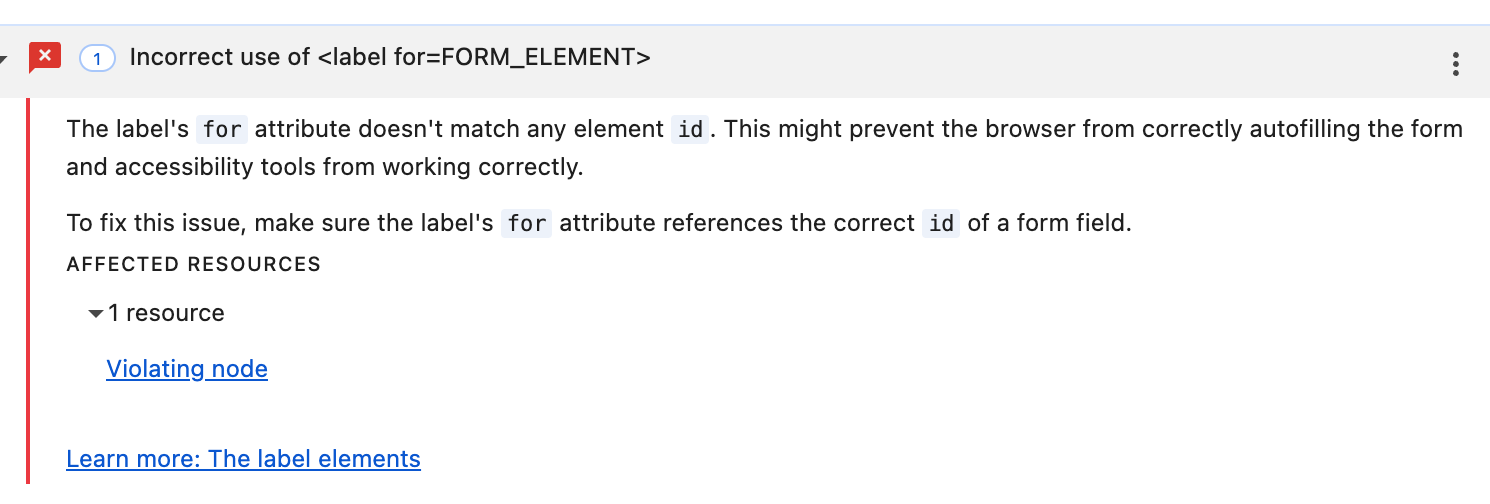 1 Incorrect use of <label for=FORM_ELEMENT>
The label's for attribute doesn't match any element id. This might prevent the browser from correctly autofilling the form
and accessibility tools from working correctly.
To fix this issue, make sure the label's for attribute references the correct id of a form field.
AFFECTED RESOURCES
1 resource
Violating node
Learn more: The label elements